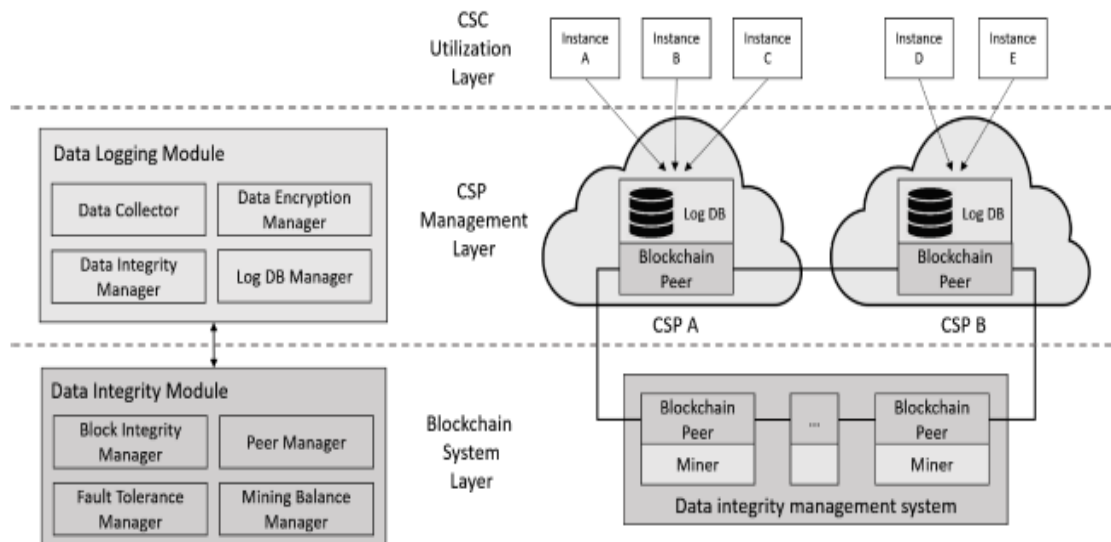 CSC
Utilization
Layer
Instance
A
Instance
B
Instance
C
Instance
D
Instance
E
Data Logging Module
Data Collector
Data Encryption
Manager
Data Integrity
Manager
Log DB Manager
CSP
Management
Layer
Log DB
Blockchain
Peer
CSP A
Log DB
Blockchain
Peer
CSP B
Data Integrity Module
Block Integrity
Manager
Peer Manager
Fault Tolerance
Manager
Mining Balance
Manager
Blockchain
System
Layer
Blockchain
Peer
Miner
...
Blockchain
Peer
Miner
Data integrity management system